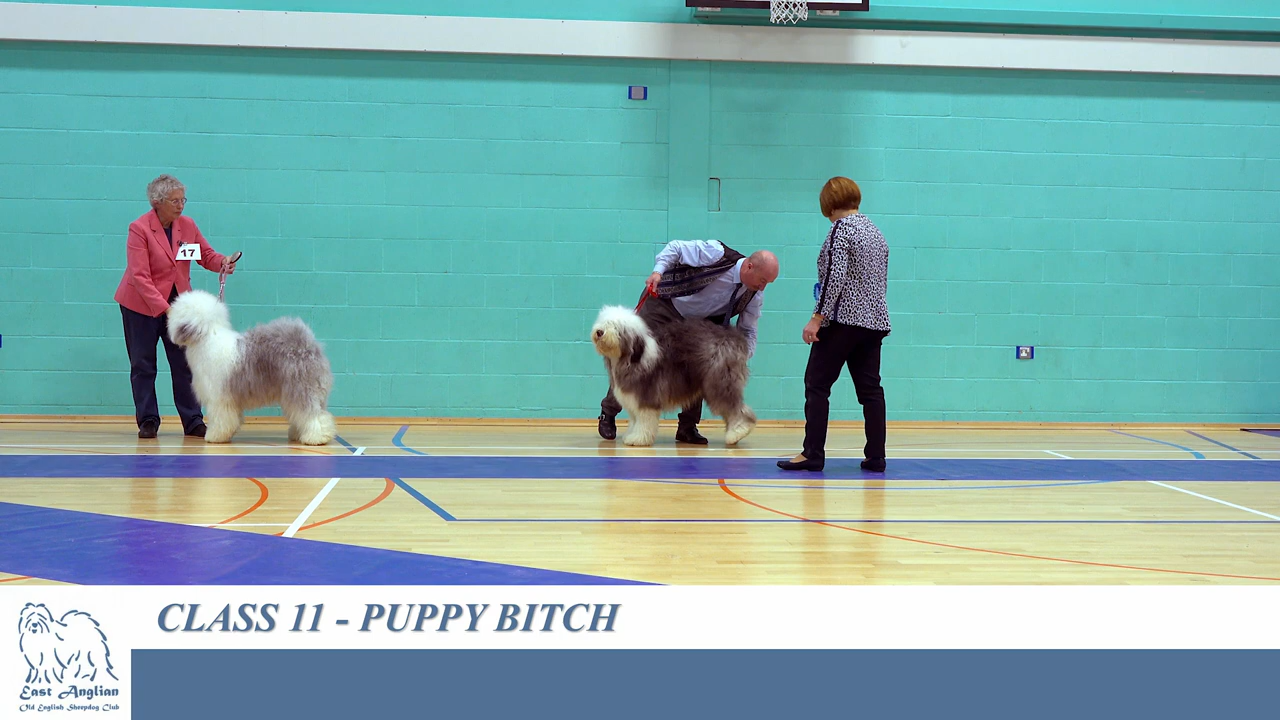 17
CLASS 11 - PUPPY BITCH
East Anglian
Old English Sheepdog Club